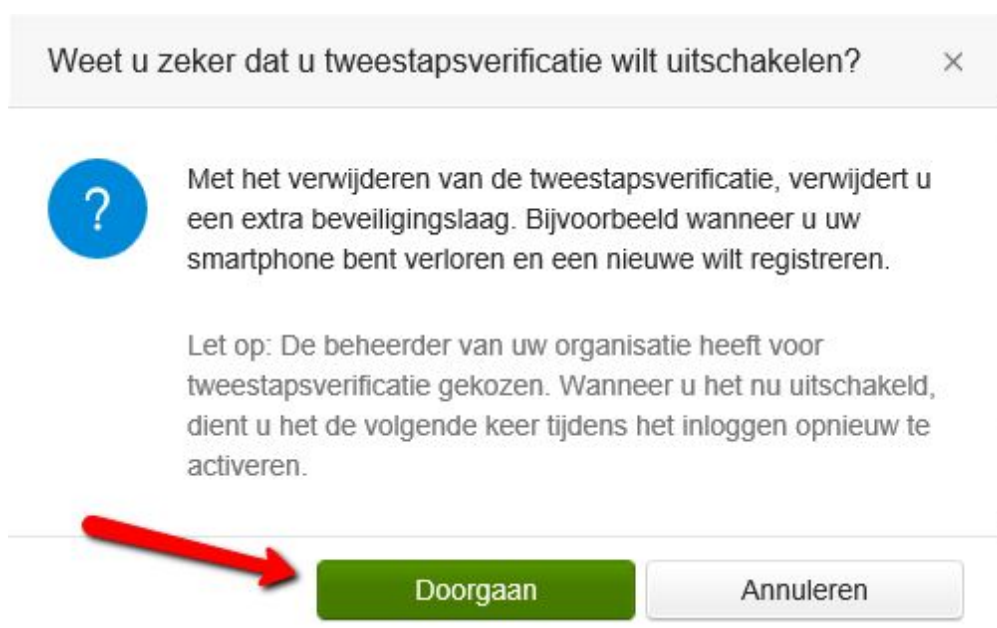 Weet u zeker dat u tweestapsverificatie wilt uitschakelen? ×
?
Met het verwijderen van de tweestapsverificatie, verwijdert u
een extra beveiligingslaag. Bijvoorbeeld wanneer u uw
smartphone bent verloren en een nieuwe wilt registreren.
Let op: De beheerder van uw organisatie heeft voor
tweestapsverificatie gekozen. Wanneer u het nu uitschakeld,
dient u het de volgende keer tijdens het inloggen opnieuw te
activeren.
Doorgaan Annuleren